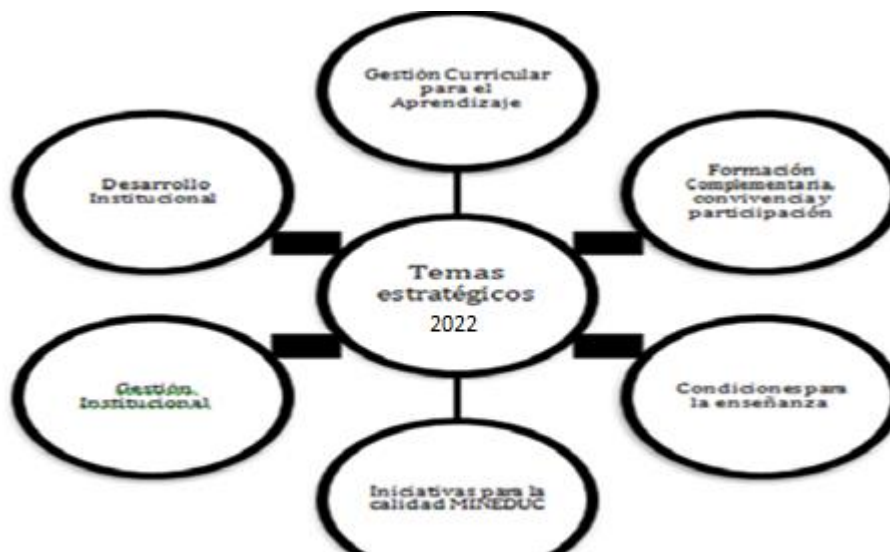 Gestión Curricular
para el
Aprendizaje
Desarrollo
Institucional
Formación
Complementaria,
convivencia y
particiipación
Temas
estratégicos
2022
Gestión
Institucional
Condiciones para
la enseñanza
Iniciativas para la
calidad MINEDUC